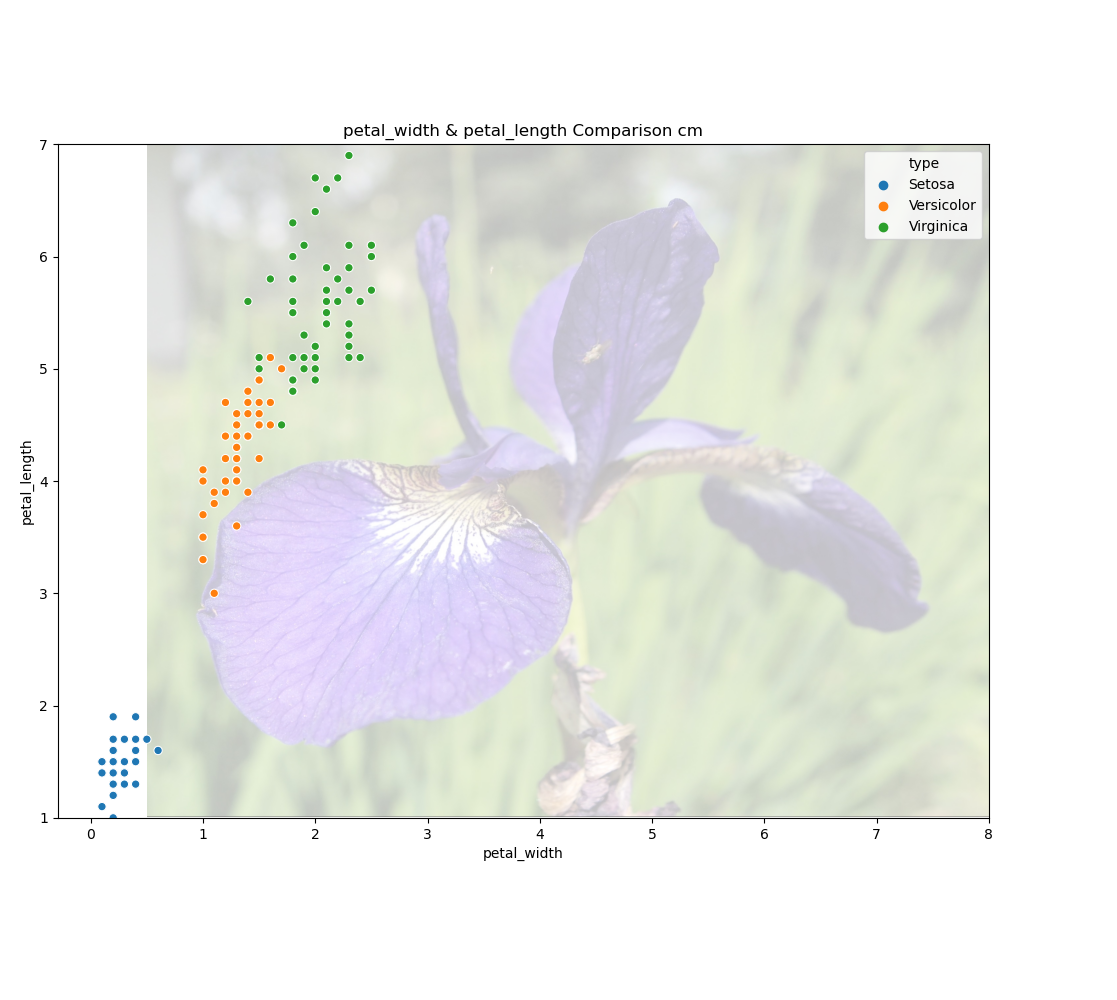 petal_width & petal_length Comparison cm
type
Setosa
Versicolor
Virginica
7
6
5
4
3
2
1
petal_length
0 1 2 3 4 5 6 7 8
petal_width